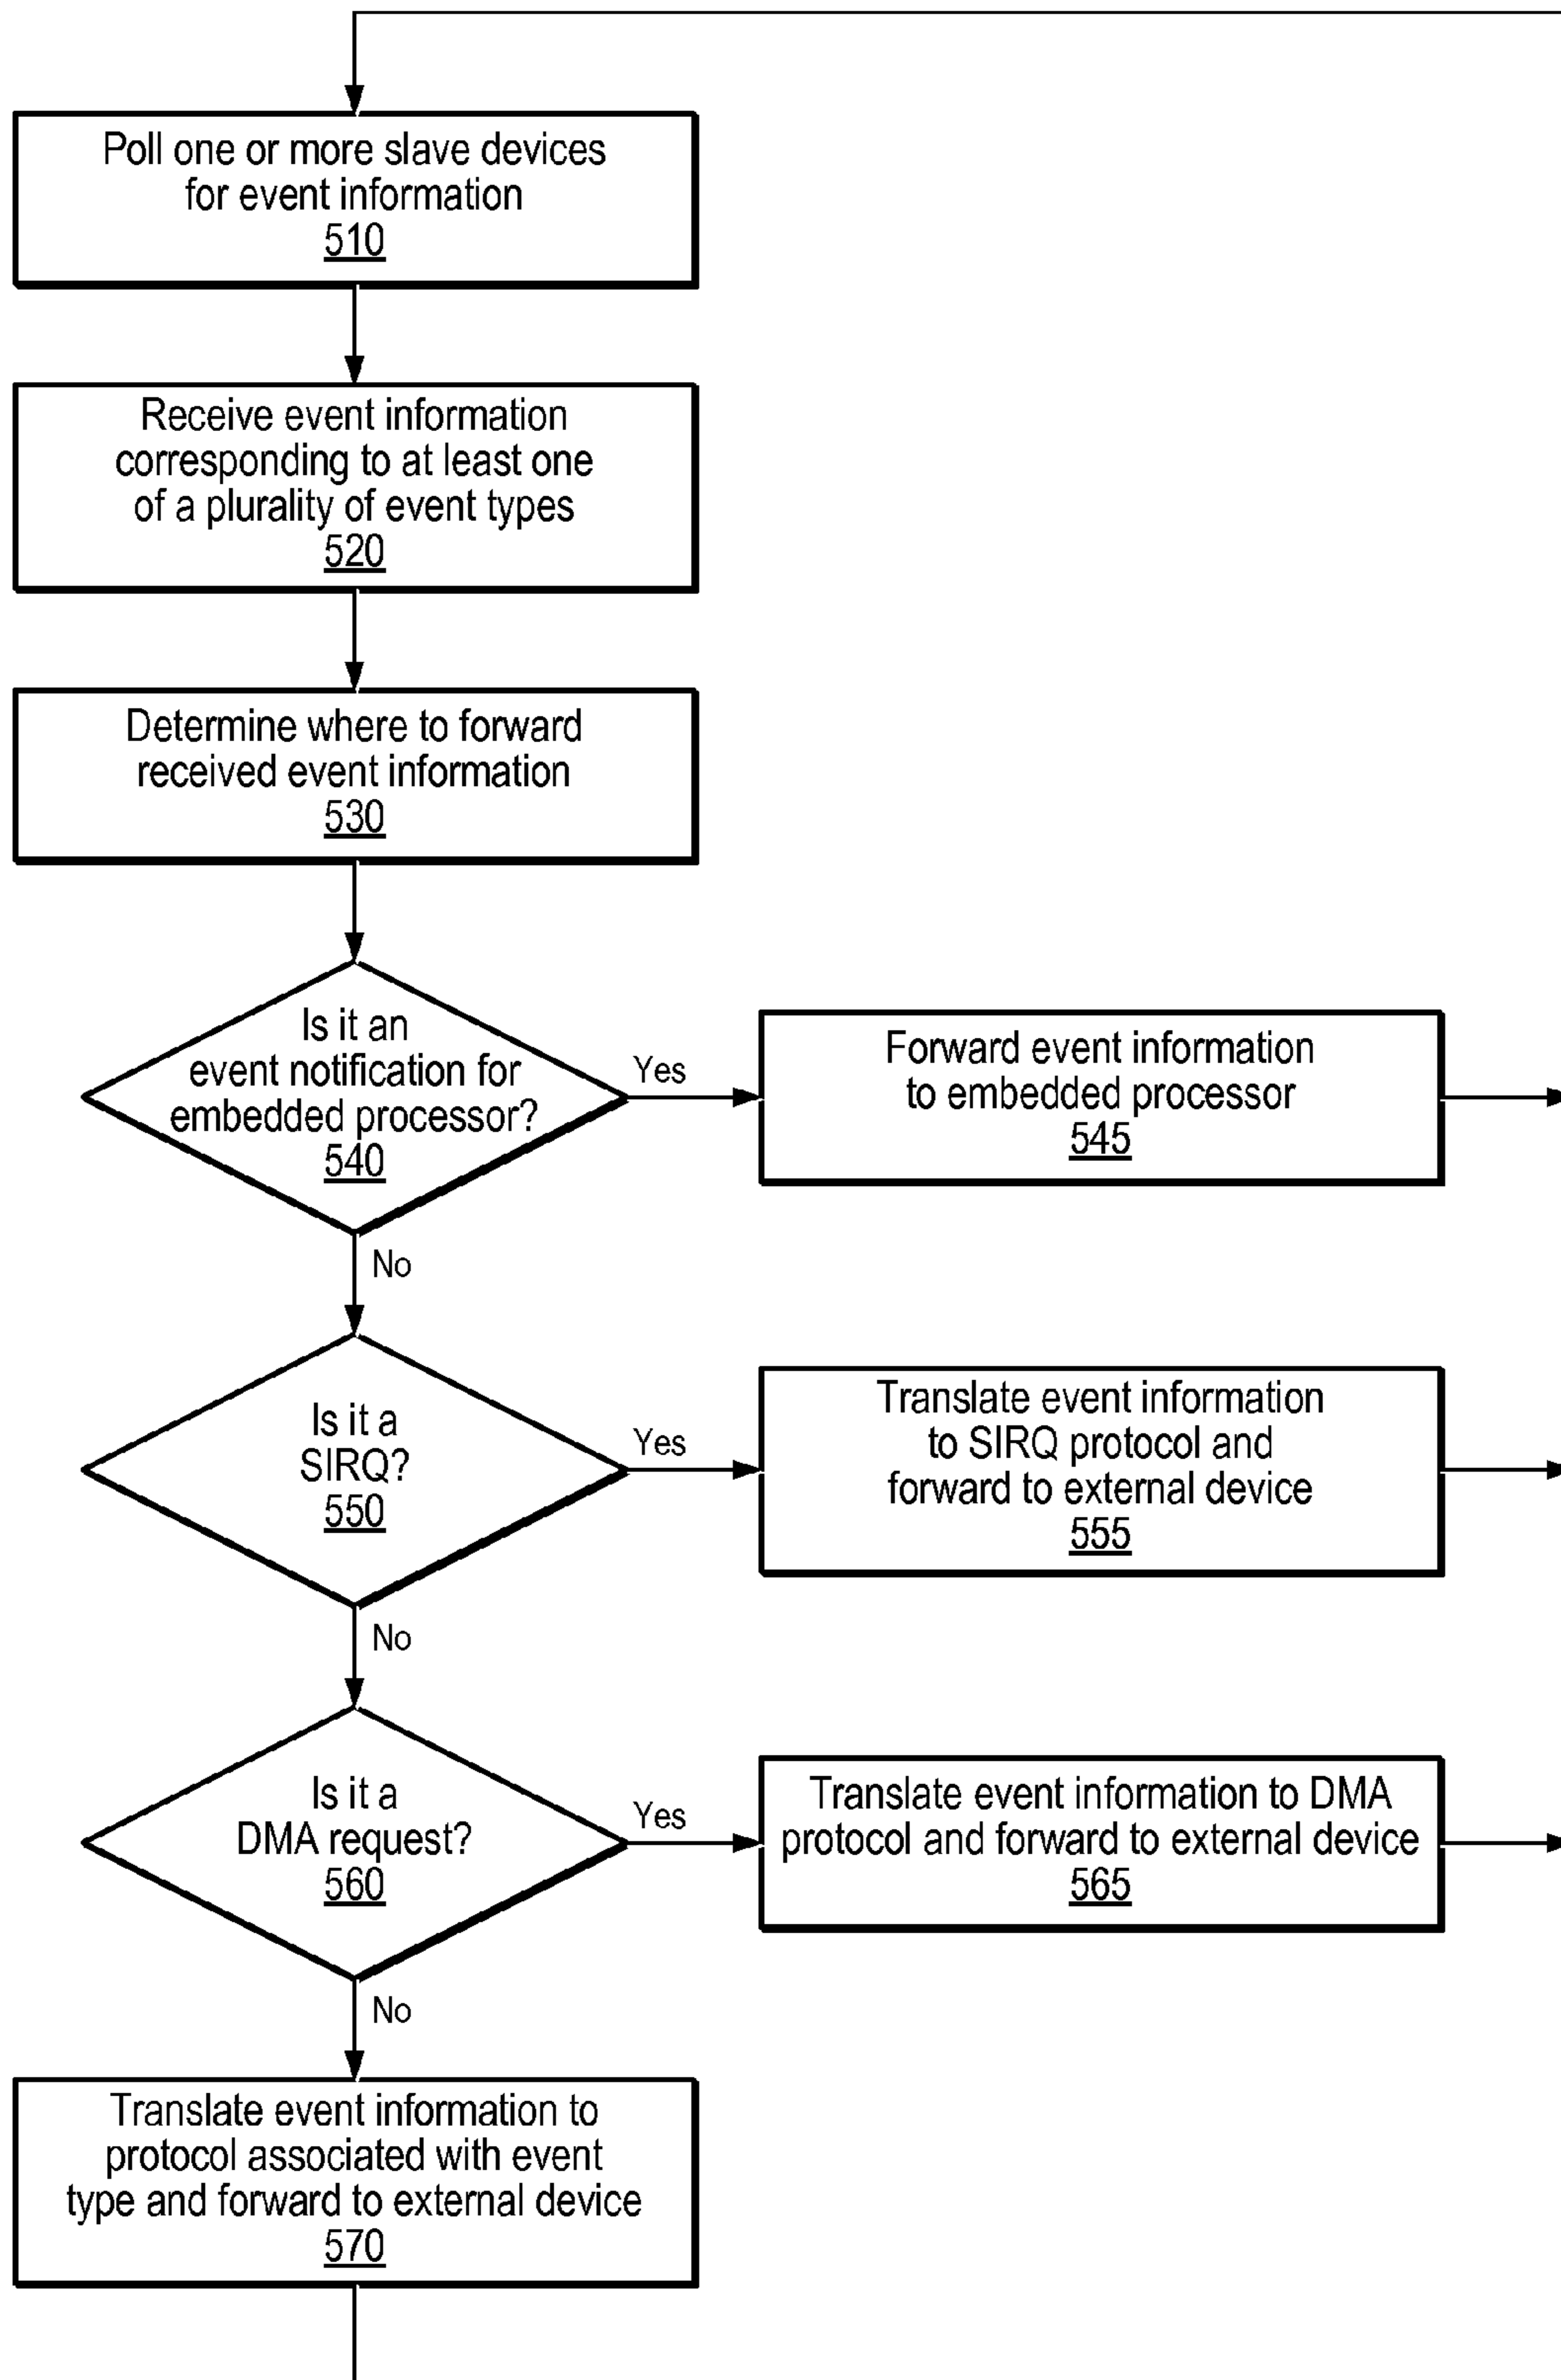 Poll one or more slave devices
for event information
510
Receive event information
corresponding to at least one
of a plurality of event types
520
Determine where to forward
received event information
530
Is it an
event notification for
embedded processor?
540
Yes
Forward event information
to embedded processor
545
No
Is it a
SIRQ?
550
Yes
Translate event information
to SIRQ protocol and
forward to external device
555
No
Is it a
DMA request?
560
Yes
Translate event information to DMA
protocol and forward to external device
565
No
Translate event information to
protocol associated with event
type and forward to external device
570